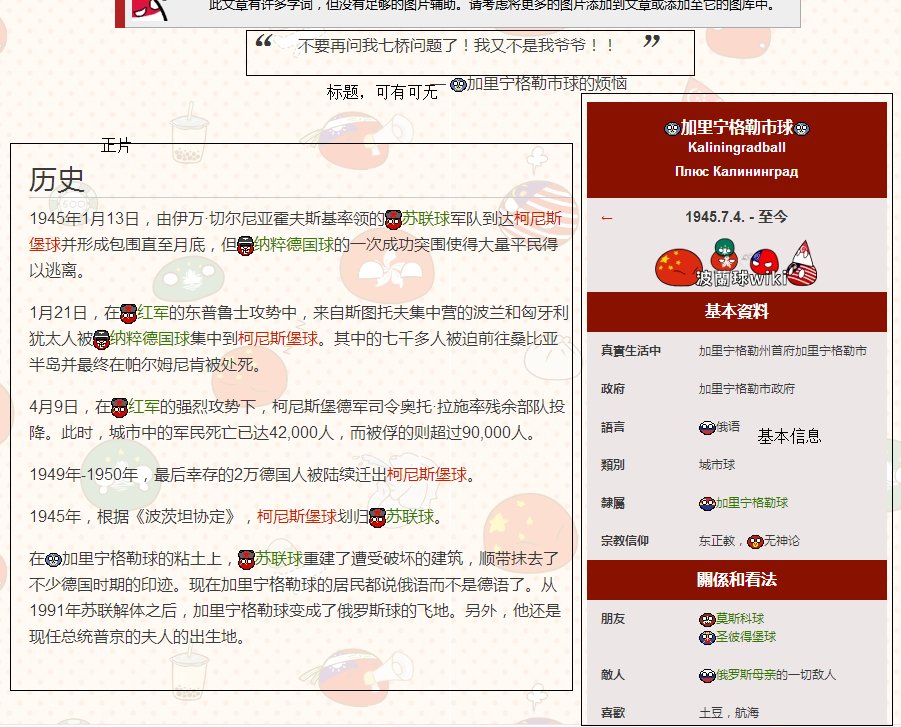 此文章有许多字词，但没有足够的图片辅助。请考虑将更多的图片添加到文章或添加至它的图库中。
“ 不要再问我七桥问题了！我又不是我爷爷！！ ”
— 加里宁格勒市球的烦恼
标题，可有可无
正片
历史
1945年1月13日，由伊万·切尔尼亚霍夫斯基率领的苏联球军队到达柯尼斯
堡球并形成包围直至月底，但纳粹德国球的一次成功突围使得大量平民得
以逃离。
1月21日，在红军的东普鲁士攻势中，来自斯图托夫集中营的波兰和匈牙利
犹太人被纳粹德国球集中到柯尼斯堡球。其中的七千多人被迫前往桑比亚
半岛并最终在帕尔姆尼肯被处死。
4月9日，在红军的强烈攻势下，柯尼斯堡德军司令奥托·拉施率残余部队投
降。此时，城市中的军民死亡已达42,000人，而被俘的则超过90,000人。
1949年-1950年，最后幸存的2万德国人被陆续迁出柯尼斯堡球。
1945年，根据《波茨坦协定》，柯尼斯堡球划归苏联球。
在加里宁格勒球的粘土上，苏联球重建了遭受破坏的建筑，顺带抹去了
不少德国时期的印迹。现在加里宁格勒球的居民都说俄语而不是德语了。从
1991年苏联解体之后，加里宁格勒球变成了俄罗斯球的飞地。另外，他还是
现任总统普京的夫人的出生地。
加里宁格勒市球
Kaliningradball
Плюс Калининград
← 1945.7.4. - 至今
波蘭球wiki
基本資料
真實生活中 加里宁格勒州首府加里宁格勒市
政府 加里宁格勒市政府
語言 俄语
基本信息
類別 城市球
隸屬 加里宁格勒球
宗教信仰 东正教，无神论
關係和看法
朋友 莫斯科球
圣彼得堡球
敵人 俄罗斯母亲的一切敌人
喜歡 土豆，航海